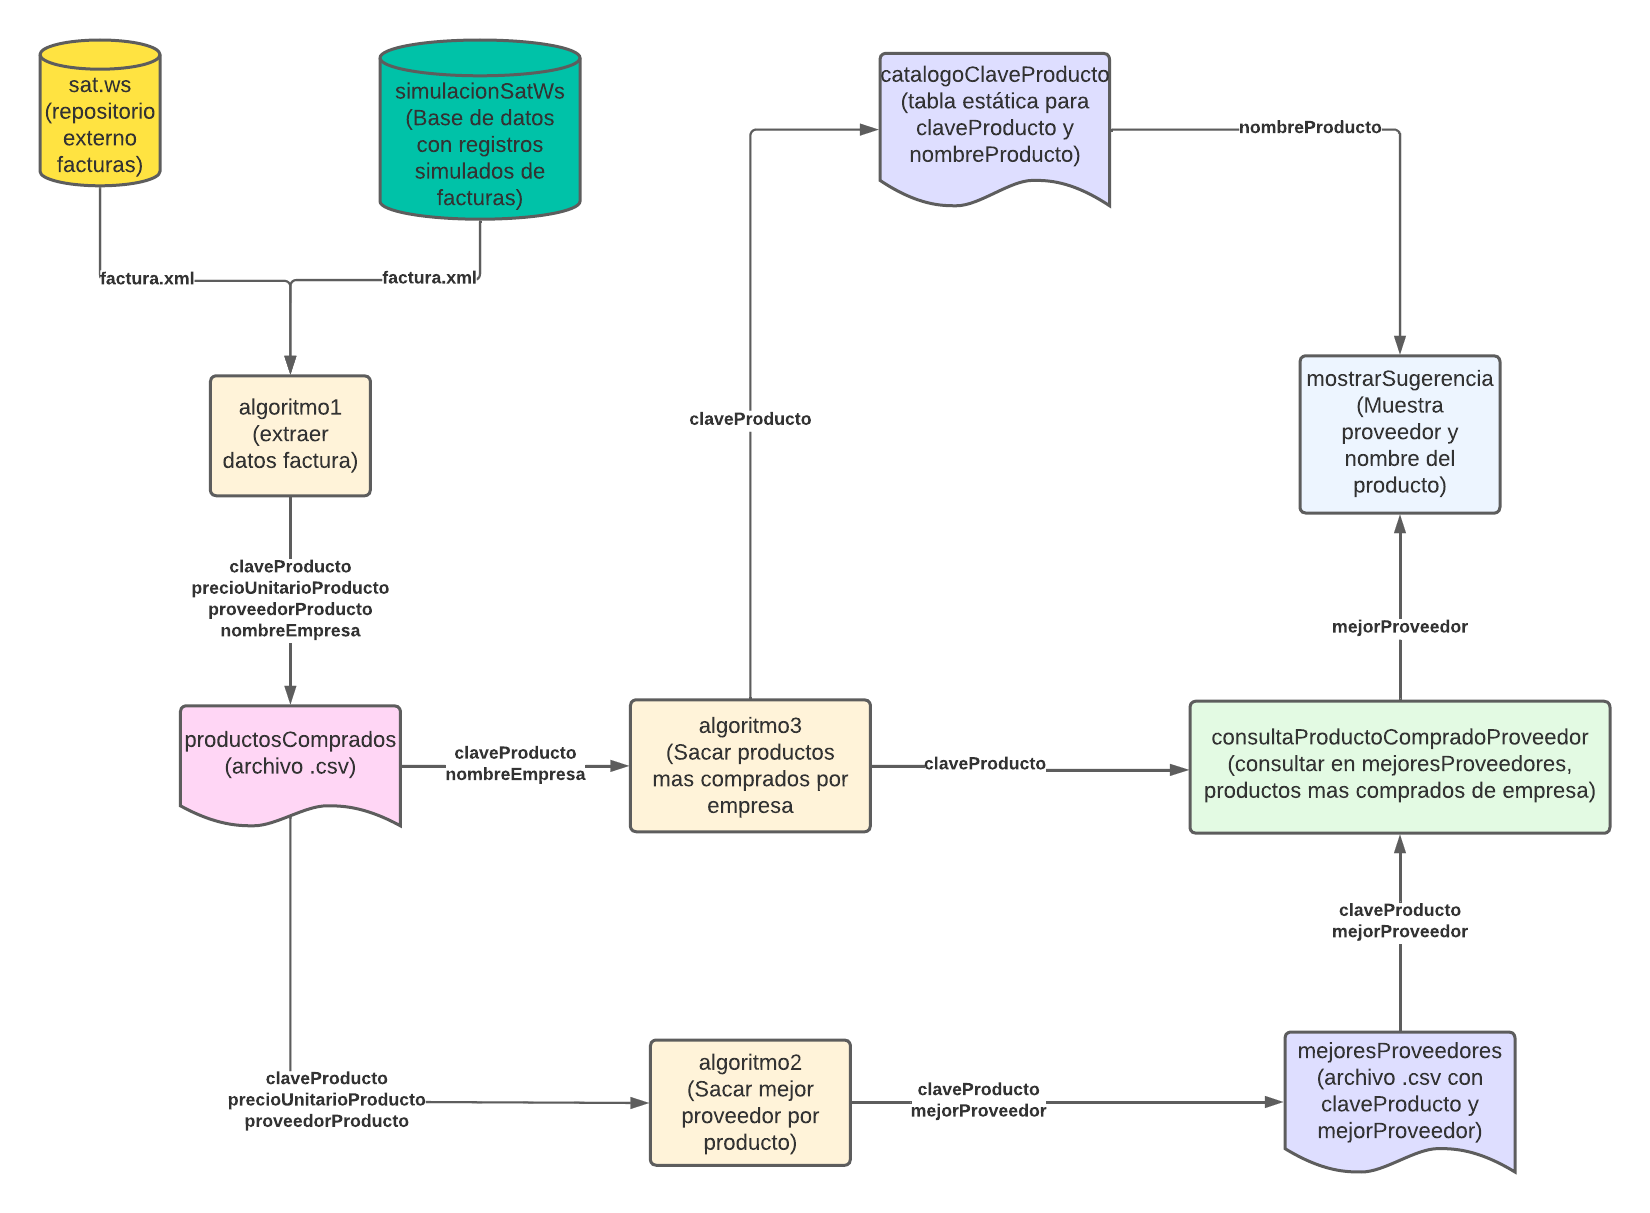 sat.ws
(repositorio
externo
facturas)
simulacionSatWs
(Base de datos
con registros
simulados de
facturas)
catalogoClaveProducto
(tabla estática para
claveProducto y
nombreProducto)
nombreProducto
factura.xml
factura.xml
algoritmo1
(extraer
datos factura)
claveProducto
mostrarSugerencia
(Muestra
proveedor y
nombre del
producto)
claveProducto
precioUnitarioProducto
proveedorProducto
nombreEmpresa
mejorProveedor
productosComprados
(archivo .csv)
claveProducto
nombreEmpresa
algoritmo3
(Sacar productos
mas comprados por
empresa
claveProducto
consultaProductoCompradoProveedor
(consultar en mejoresProveedores,
productos mas comprados de empresa)
claveProducto
mejorProveedor
claveProducto
precioUnitarioProducto
proveedorProducto
algoritmo2
(Sacar mejor
proveedor por
producto)
claveProducto
mejorProveedor
mejoresProveedores
(archivo .csv con
claveProducto y
mejorProveedor)